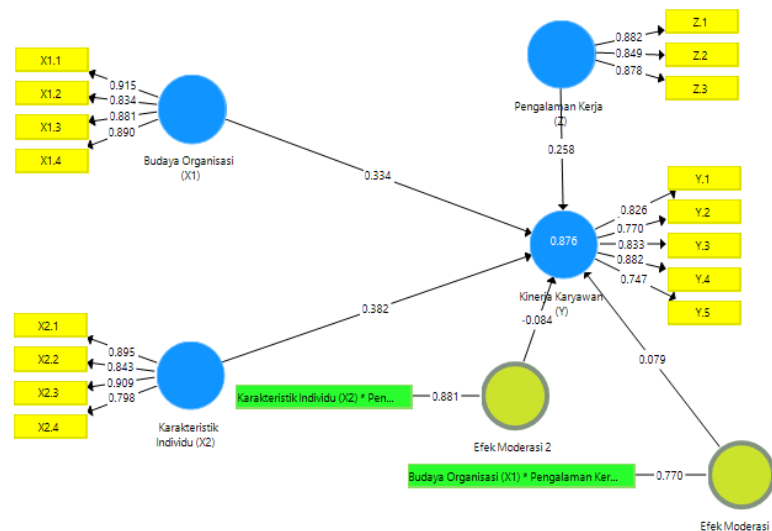 X1.1
X1.2
X1.3
X1.4
0.915
0.834
0.881
0.890
Budaya Organisasi
(X1)
0.334
Z.1
Z.2
Z.3
0.882
0.849
0.878
Pengalaman Kerja
(Z)
0.258
0.876
Kinerja Karyawan
(Y)
0.826
0.770
0.833
0.882
0.747
Y.1
Y.2
Y.3
Y.4
Y.5
X2.1
X2.2
X2.3
X2.4
0.895
0.843
0.909
0.798
Karakteristik
Individu (X2)
0.382
-0.084
0.079
Karakteristik Individu (X2) * Pen...
0.881
Efek Moderasi 2
Budaya Organisasi (X1) * Pengalaman Ker...
0.770
Efek Moderasi